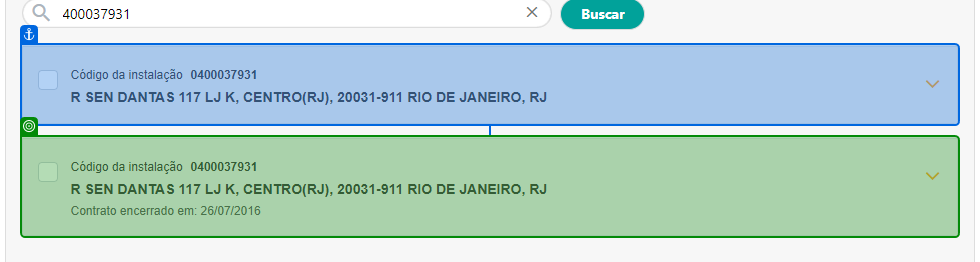 400037931
Buscar
Código da instalação 0400037931
R SEN DANTAS 117 LJ K, CENTRO(RJ), 20031-911 RIO DE JANEIRO, RJ
Código da instalação 0400037931
R SEN DANTAS 117 LJ K, CENTRO(RJ), 20031-911 RIO DE JANEIRO, RJ
Contrato encerrado em: 26/07/2016